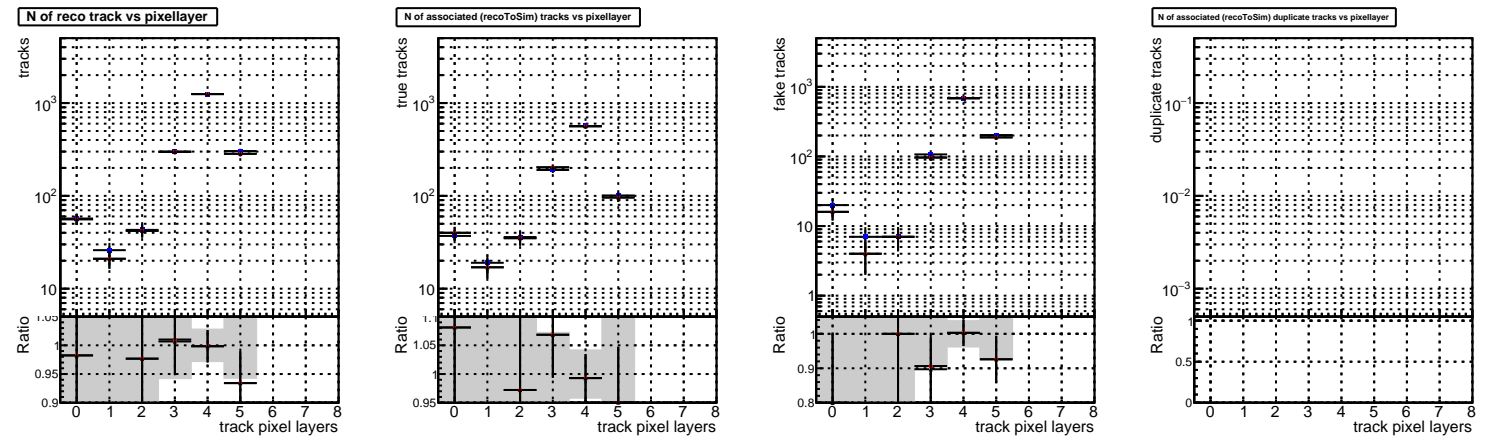 N of reco track vs pixellayer
tracks
10³
10²
10
Ratio
1.05
1
0.95
0.9
0 1 2 3 4 5 6 7 8
track pixel layers
N of associated (recoToSim) tracks vs pixellayer
true tracks
10³
10²
10
Ratio
1.1
1.05
1
0.95
0 1 2 3 4 5 6 7 8
track pixel layers
fake tracks
10³
10²
10
1
Ratio
1
0.9
0.8
0 1 2 3 4 5 6 7 8
track pixel layers
N of associated (recoToSim) duplicate tracks vs pixellayer
duplicate tracks
10⁻¹
10⁻²
10⁻³
Ratio
1
0.5
0
0 1 2 3 4 5 6 7 8
track pixel layers